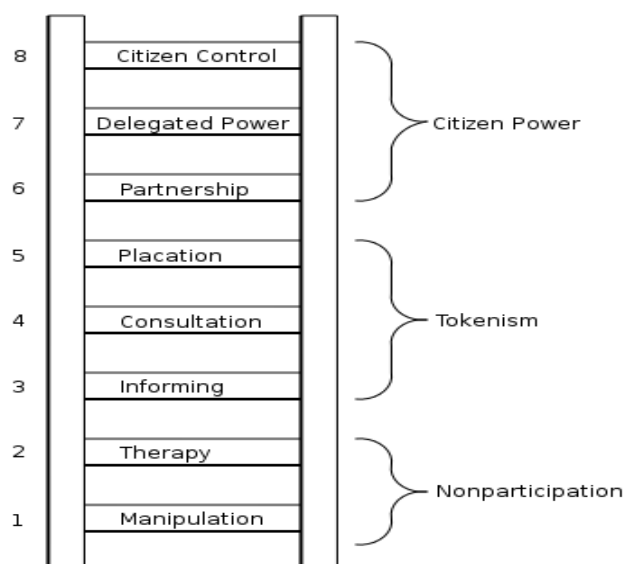 8 Citizen Control
7 Delegated Power
Citizen Power
6 Partnership
5 Placation
4 Consultation
Tokenism
3 Informing
2 Therapy
Nonparticipation
1 Manipulation